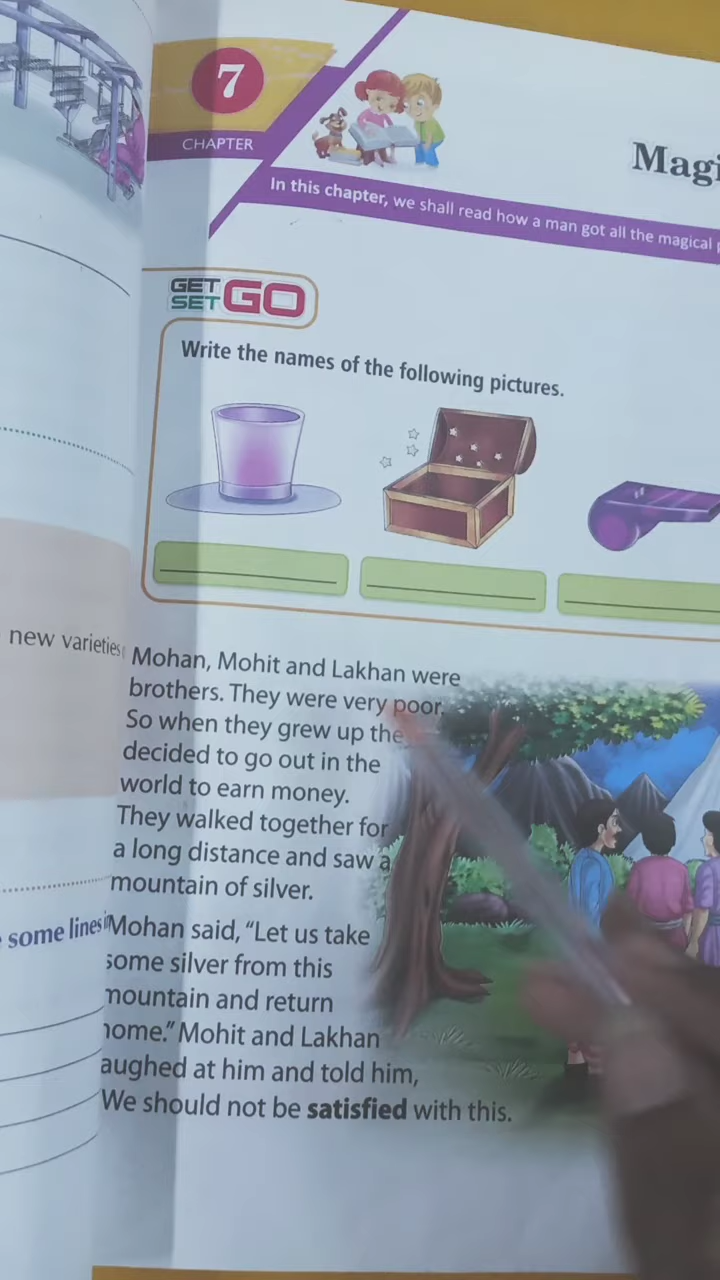 7
CHAPTER
Magi
In this chapter, we shall read how a man got all the magical
GET
SET GO
Write the names of the following pictures.
new varieties
Mohan, Mohit and Lakhan were
brothers. They were very poor.
So when they grew up the
decided to go out in the
world to earn money.
They walked together for
a long distance and saw a
mountain of silver.
some lines
Mohan said, "Let us take
some silver from this
mountain and return
home." Mohit and Lakhan
aughed at him and told him,
We should not be satisfied with this.